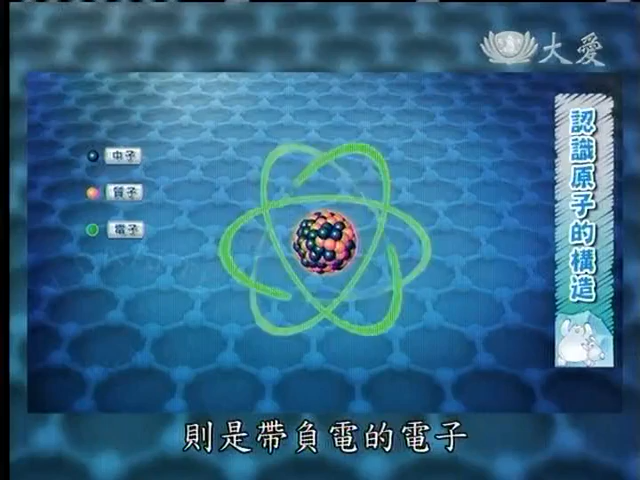 大愛
中子
質子
電子
認識原子的構造
則是帶負電的電子